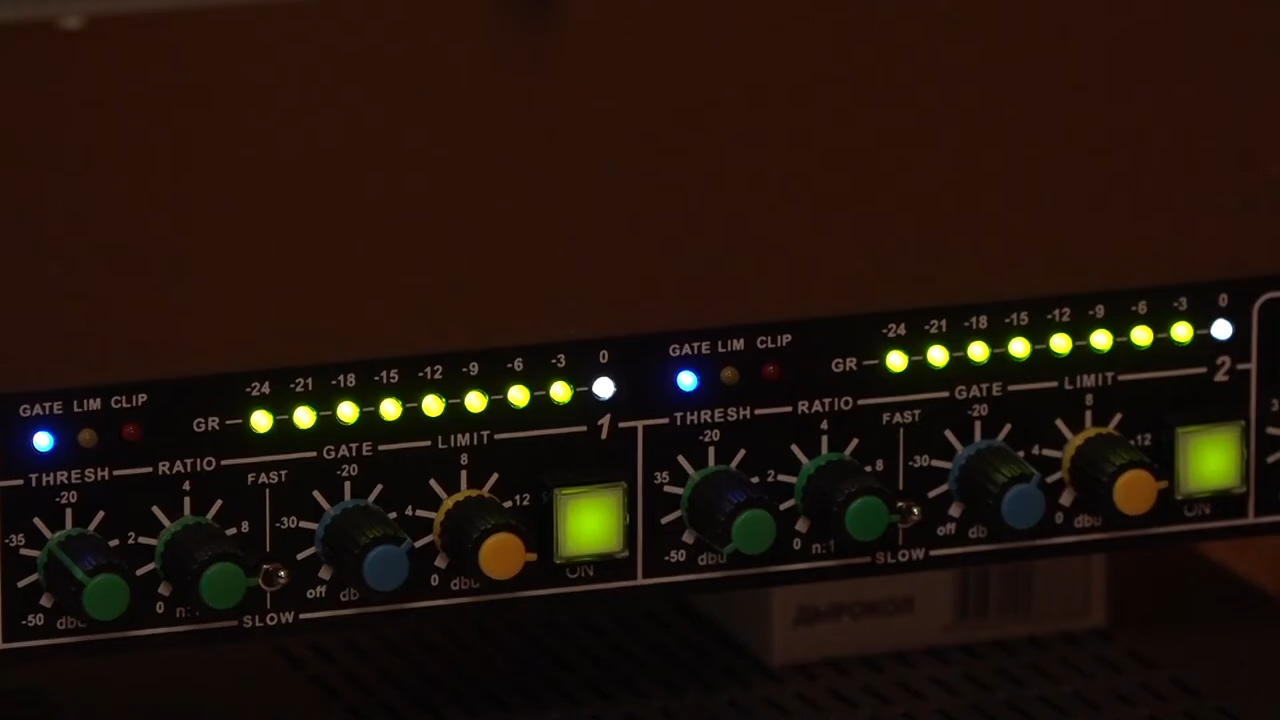 GATE LIM CLIP
GR -24 -21 -18 -15 -12 -9 -6 -3 0
1
THRESH RATIO FAST GATE LIMIT
-50 -35 -20
dbu
0 2 4 8
SLOW
off -30 -20
db
0 4 8 12
dbu
ON
GATE LIM CLIP
GR -24 -21 -18 -15 -12 -9 -6 -3 0
2
THRESH RATIO FAST GATE LIMIT
-50 35 -20
dbu
0 2 4 8
n:1
SLOW
off -30 -20
db
0 4 8 12
dbu
ON
ДЫРОКОЛ